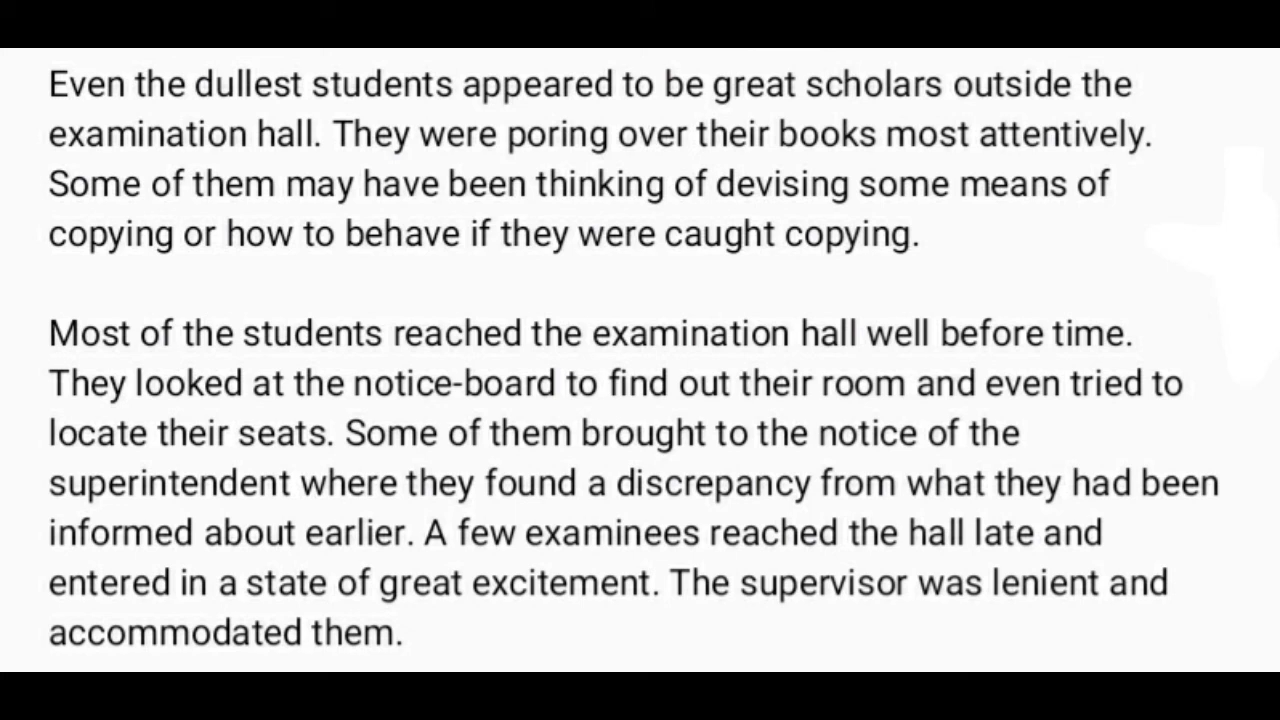 Even the dullest students appeared to be great scholars outside the
examination hall. They were poring over their books most attentively.
Some of them may have been thinking of devising some means of
copying or how to behave if they were caught copying.
Most of the students reached the examination hall well before time.
They looked at the notice-board to find out their room and even tried to
locate their seats. Some of them brought to the notice of the
superintendent where they found a discrepancy from what they had been
informed about earlier. A few examinees reached the hall late and
entered in a state of great excitement. The supervisor was lenient and
accommodated them.